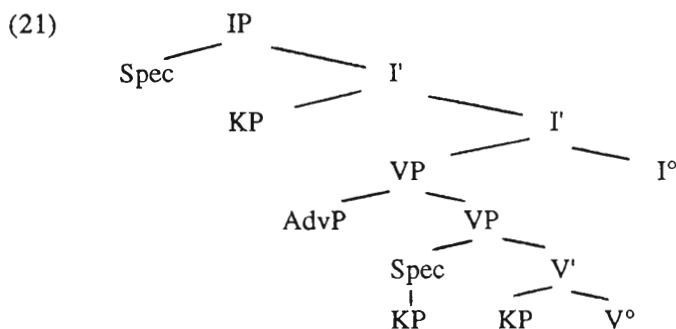 (21) IP
Spec I'
KP I'
VP I°
AdvP VP
Spec V'
KP KP V°